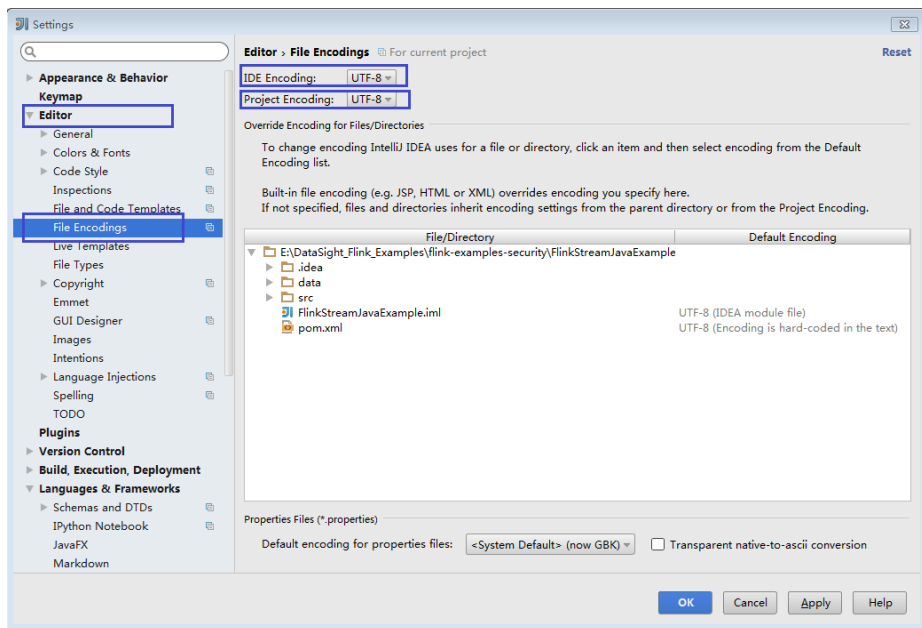 Settings
Editor › File Encodings For current project Reset
Appearance & Behavior
Keymap
Editor
General
Colors & Fonts
Code Style
Inspections
File and Code Templates
File Encodings
Live Templates
File Types
Copyright
Emmet
GUI Designer
Images
Intentions
Language Injections
Spelling
TODO
Plugins
Version Control
Build, Execution, Deployment
Languages & Frameworks
Schemas and DTDs
IPython Notebook
JavaFX
Markdown
IDE Encoding: UTF-8
Project Encoding: UTF-8
Override Encoding for Files/Directories
To change encoding IntelliJ IDEA uses for a file or directory, click an item and then select encoding from the Default
Encoding list.
Built-in file encoding (e.g. JSP, HTML or XML) overrides encoding you specify here.
If not specified, files and directories inherit encoding settings from the parent directory or from the Project Encoding.
File/Directory Default Encoding
E:\DataSight_Flink_Examples\flink-examples-security\FlinkStreamJavaExample
.idea
data
src
FlinkStreamJavaExample.iml UTF-8 (IDEA module file)
pom.xml UTF-8 (Encoding is hard-coded in the text)
Properties Files (*.properties)
Default encoding for properties files: <System Default> (now GBK) Transparent native-to-ascii conversion
OK Cancel Apply Help